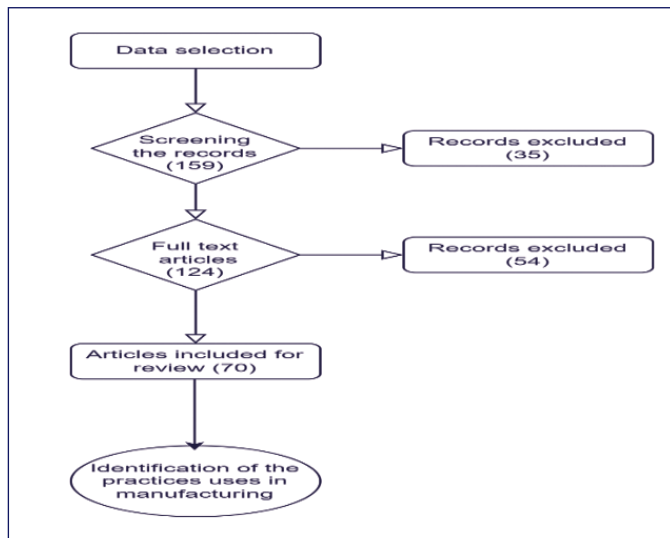 Data selection
Screening
the records
(159)
Records excluded
(35)
Full text
articles
(124)
Records excluded
(54)
Articles included for
review (70)
Identification of the
practices uses in
manufacturing